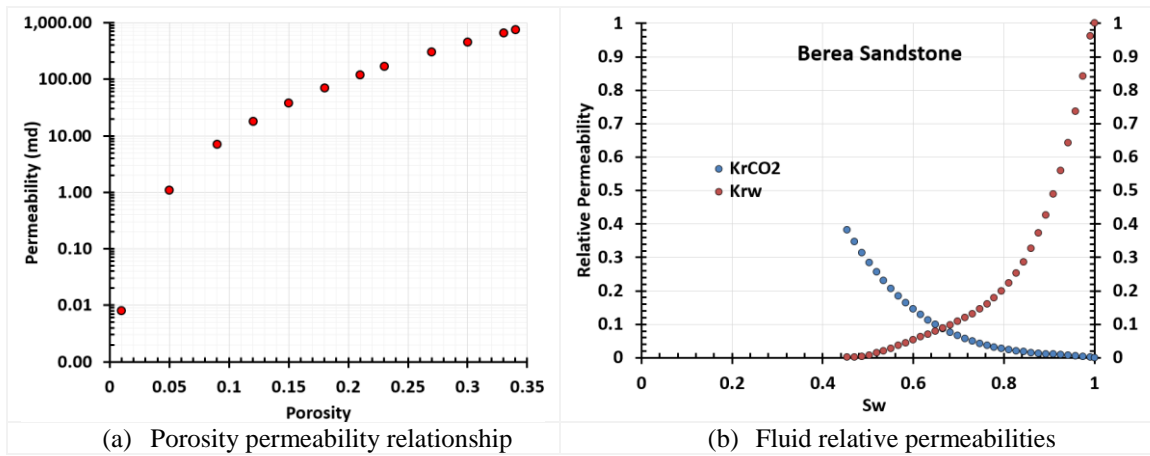 1,000.00
100.00
10.00
1.00
0.10
0.01
0.00
Permeability (md)
0 0.05 0.1 0.15 0.2 0.25 0.3 0.35
Porosity
(a) Porosity permeability relationship
Berea Sandstone
1
0.9
0.8
0.7
0.6
0.5
0.4
0.3
0.2
0.1
0
Relative Permeability
KrCO2
Krw
1
0.9
0.8
0.7
0.6
0.5
0.4
0.3
0.2
0.1
0
0 0.2 0.4 0.6 0.8 1
Sw
(b) Fluid relative permeabilities